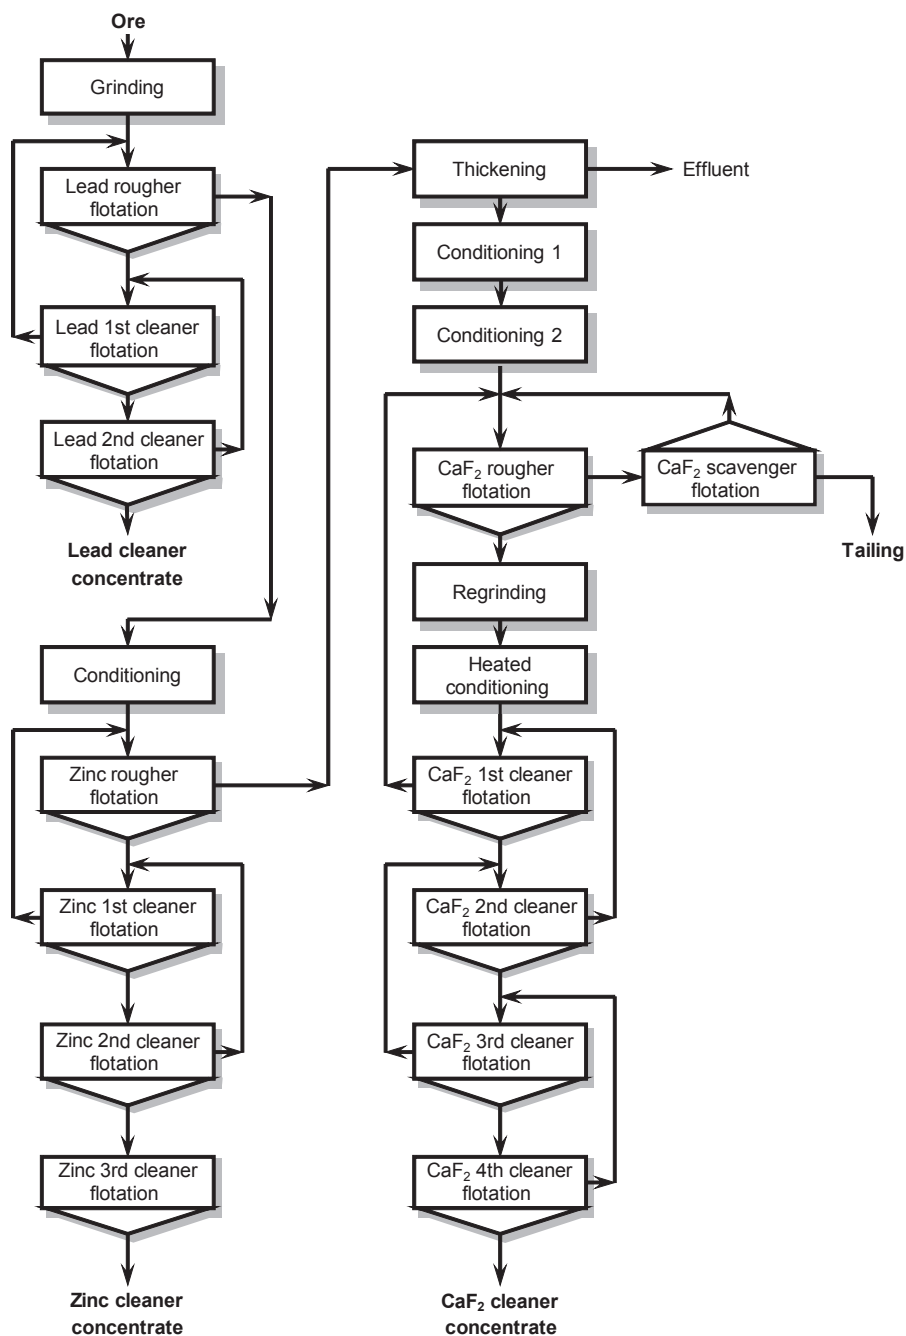 Ore
Grinding
Lead rougher
flotation
Lead 1st cleaner
flotation
Lead 2nd cleaner
flotation
Lead cleaner
concentrate
Conditioning
Zinc rougher
flotation
Zinc 1st cleaner
flotation
Zinc 2nd cleaner
flotation
Zinc 3rd cleaner
flotation
Zinc cleaner
concentrate
Thickening
Effluent
Conditioning 1
Conditioning 2
CaF₂ rougher
flotation
CaF₂ scavenger
flotation
Tailing
Regrinding
Heated
conditioning
CaF₂ 1st cleaner
flotation
CaF₂ 2nd cleaner
flotation
CaF₂ 3rd cleaner
flotation
CaF₂ 4th cleaner
flotation
CaF₂ cleaner
concentrate